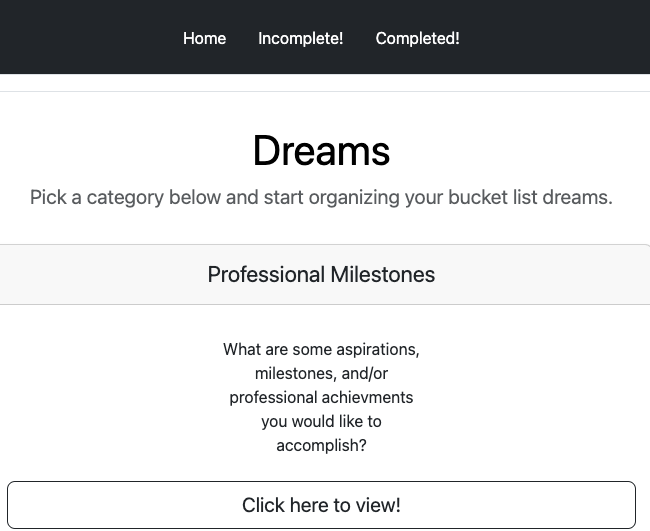 Home Incomplete! Completed!
Dreams
Pick a category below and start organizing your bucket list dreams.
Professional Milestones
What are some aspirations,
milestones, and/or
professional achievments
you would like to
accomplish?
Click here to view!